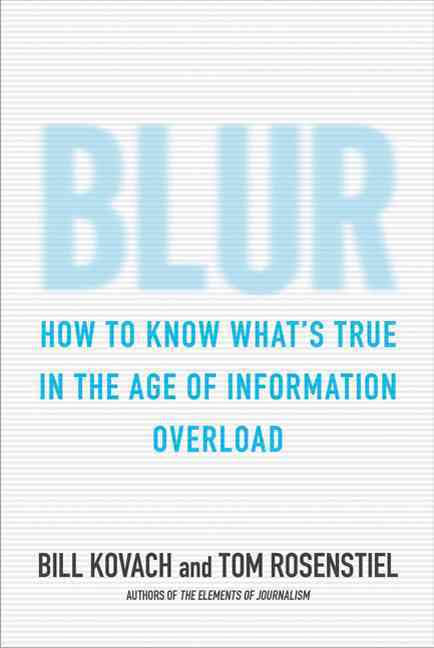 BLUR
HOW TO KNOW WHAT'S TRUE
IN THE AGE OF INFORMATION
OVERLOAD
BILL KOVACH and TOM ROSENSTIEL
AUTHORS OF THE ELEMENTS OF JOURNALISM